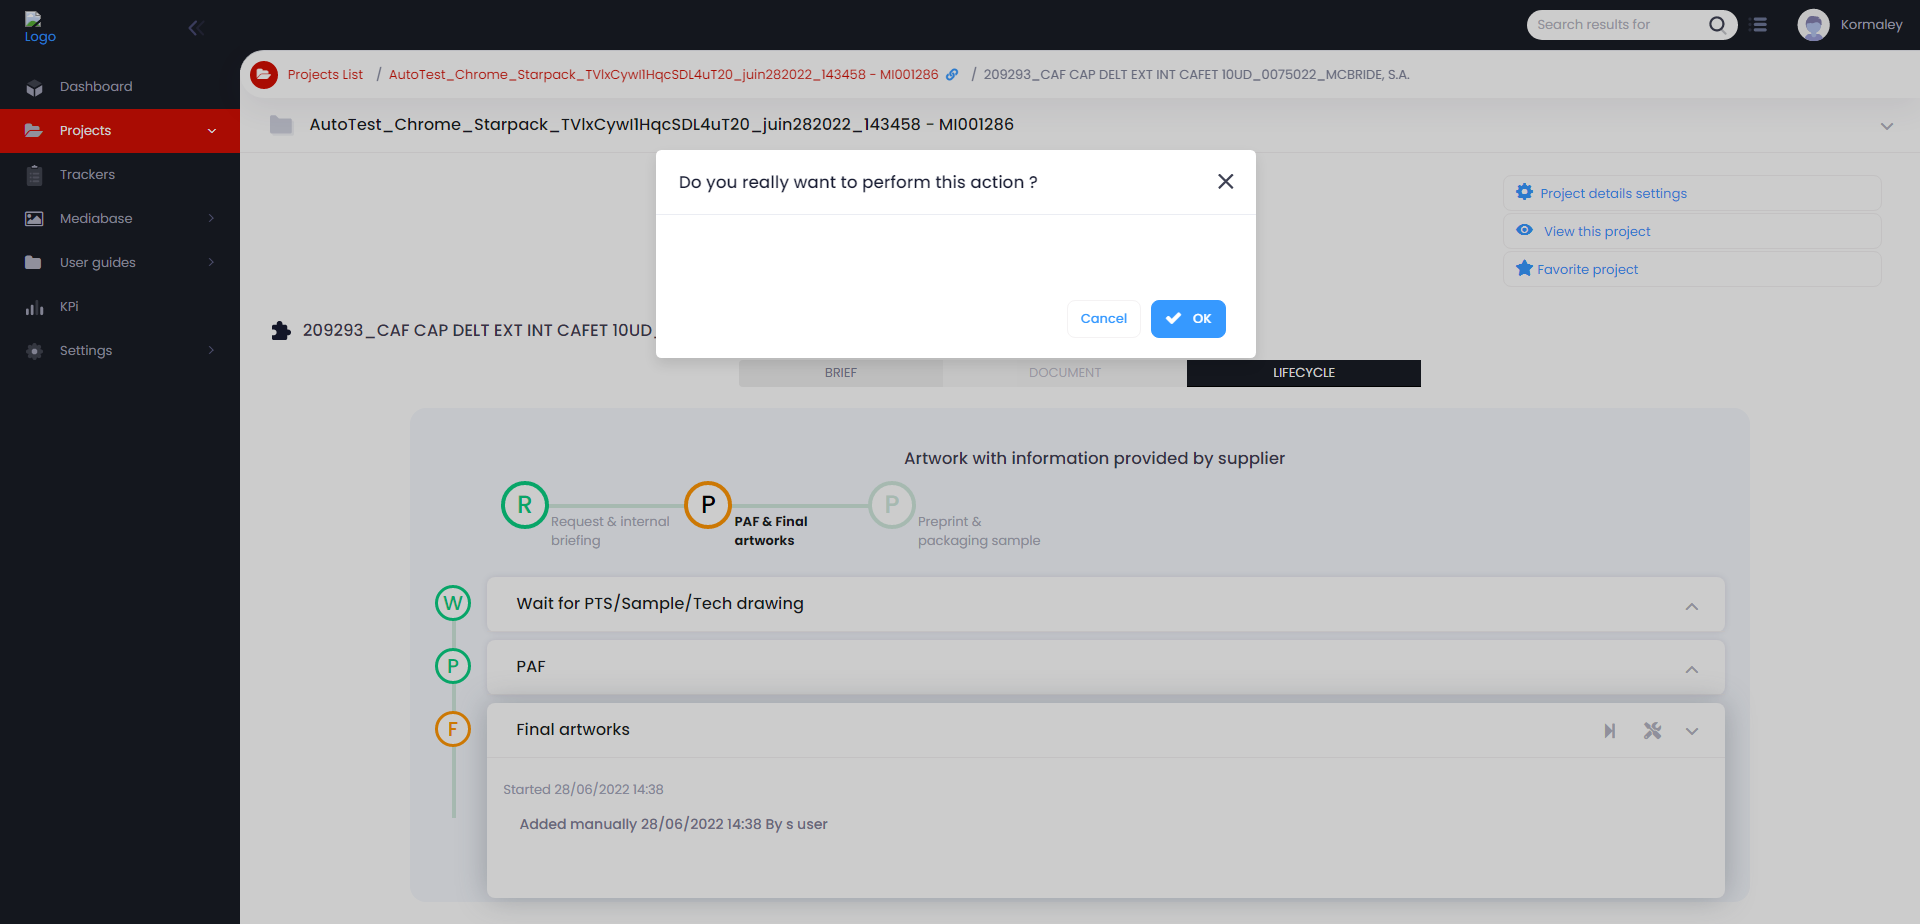 Logo
Search results for
Kormaley
Dashboard
Projects
Trackers
Mediabase
User guides
KPi
Settings
Projects List / AutoTest_Chrome_Starpack_TVlxCywI1HqcSDL4uT20_juin282022_143458 - MI001286 / 209293_CAF CAP DELT EXT INT CAFET 10UD_0075022_MCBRIDE, S.A.
AutoTest_Chrome_Starpack_TVlxCywI1HqcSDL4uT20_juin282022_143458 - MI001286
Do you really want to perform this action ?
Cancel
OK
Project details settings
View this project
Favorite project
209293_CAF CAP DELT EXT INT CAFET 10UD_
BRIEF
DOCUMENT
LIFECYCLE
Artwork with information provided by supplier
R
Request & internal
briefing
P
PAF & Final
artworks
P
Preprint &
packaging sample
W
Wait for PTS/Sample/Tech drawing
P
PAF
F
Final artworks
Started 28/06/2022 14:38
Added manually 28/06/2022 14:38 By s user